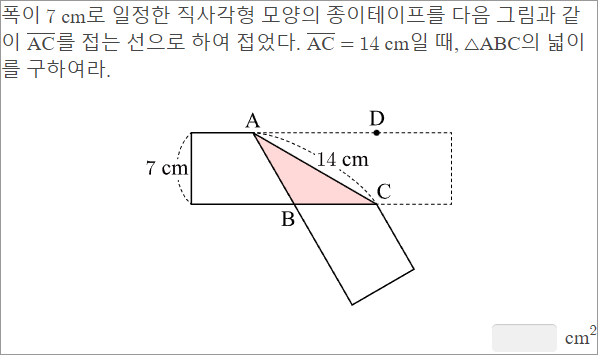 폭이 7 cm로 일정한 직사각형 모양의 종이테이프를 다음 그림과 같
이 A̅C̅를 접는 선으로 하여 접었다. A̅C̅ = 14 cm일 때, △ABC의 넓이
를 구하여라.
A
D
7 cm
14 cm
C
B
cm²